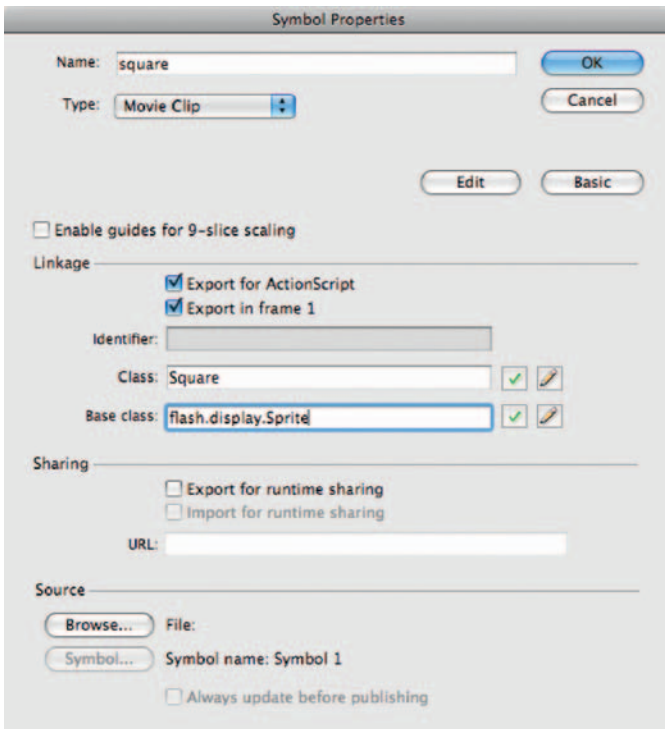 Symbol Properties
Name: square
OK
Type: Movie Clip
Cancel
Edit
Basic
Enable guides for 9-slice scaling
Linkage
Export for ActionScript
Export in frame 1
Identifier:
Class: Square
Base class: flash.display.Sprite
Sharing
Export for runtime sharing
Import for runtime sharing
URL:
Source
Browse... File:
Symbol... Symbol name: Symbol 1
Always update before publishing